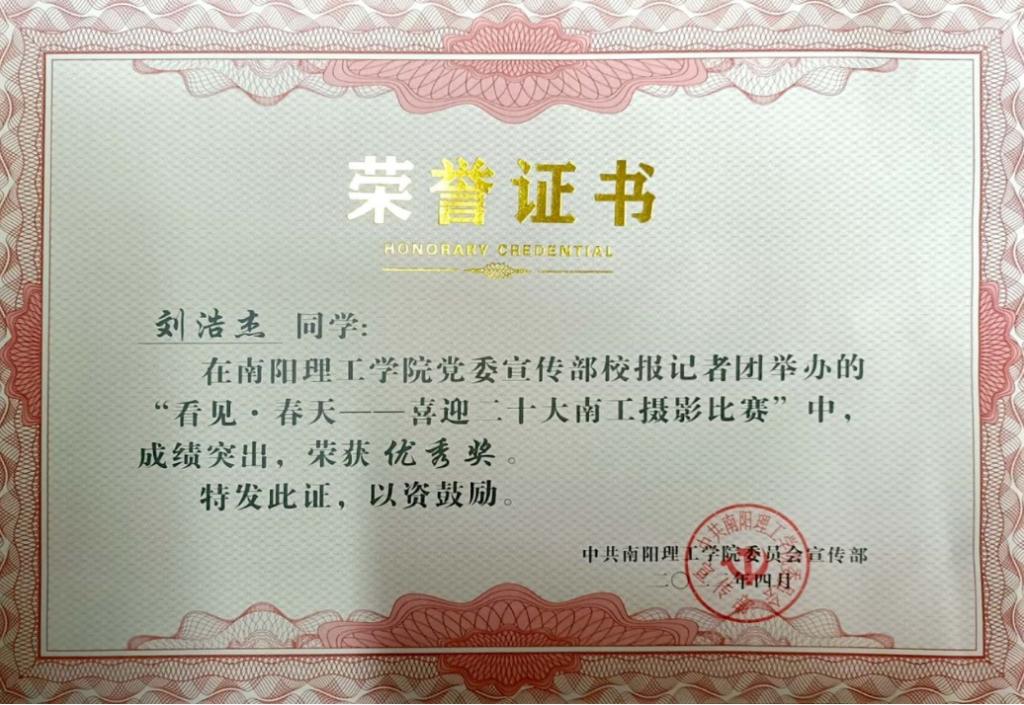 荣誉证书
HONORARY CREDENTIAL
刘浩杰 同学:
在南阳理工学院党委宣传部校报记者团举办的
“看见·春天——喜迎二十大南工摄影比赛”中,
成绩突出,荣获优秀奖。
特发此证,以资鼓励。
中共南阳理工学院委员会宣传部
二〇二 年四月